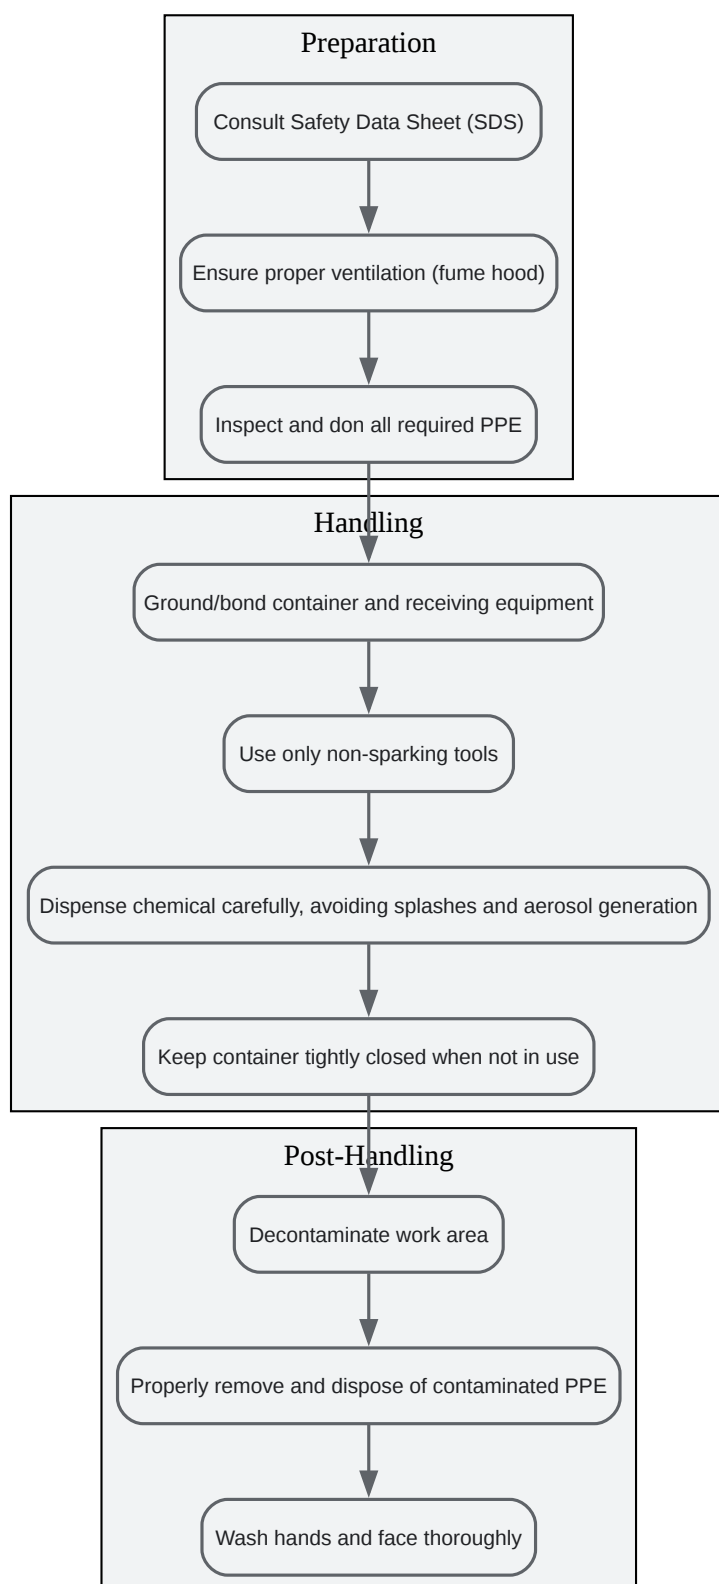 Preparation
Consult Safety Data Sheet (SDS)
Ensure proper ventilation (fume hood)
Inspect and don all required PPE
Handling
Ground/bond container and receiving equipment
Use only non-sparking tools
Dispense chemical carefully, avoiding splashes and aerosol generation
Keep container tightly closed when not in use
Post-Handling
Decontaminate work area
Properly remove and dispose of contaminated PPE
Wash hands and face thoroughly